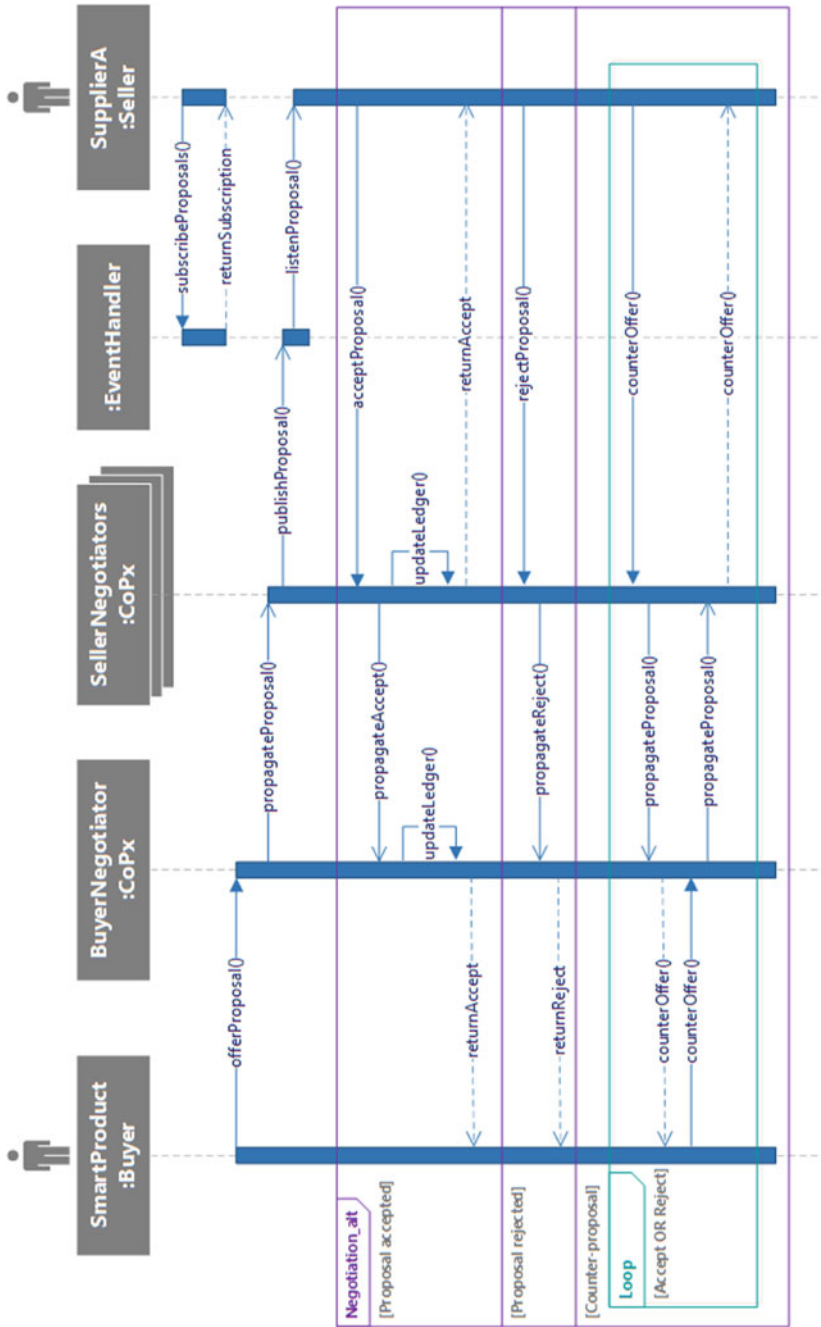 SmartProduct
:Buyer
BuyerNegotiator
:CoPx
SellerNegotiators
:CoPx
:EventHandler
SupplierA
:Seller
subscribeProposals()
returnSubscription
offerProposal()
propagateProposal()
publishProposal()
listenProposal()
Negotiation_alt
[Proposal accepted]
acceptProposal()
propagateAccept()
updateLedger()
updateLedger()
returnAccept
returnAccept
[Proposal rejected]
rejectProposal()
propagateReject()
returnReject
[Counter-proposal]
Loop
[Accept OR Reject]
counterOffer()
propagateProposal()
counterOffer()
counterOffer()
propagateProposal()
counterOffer()